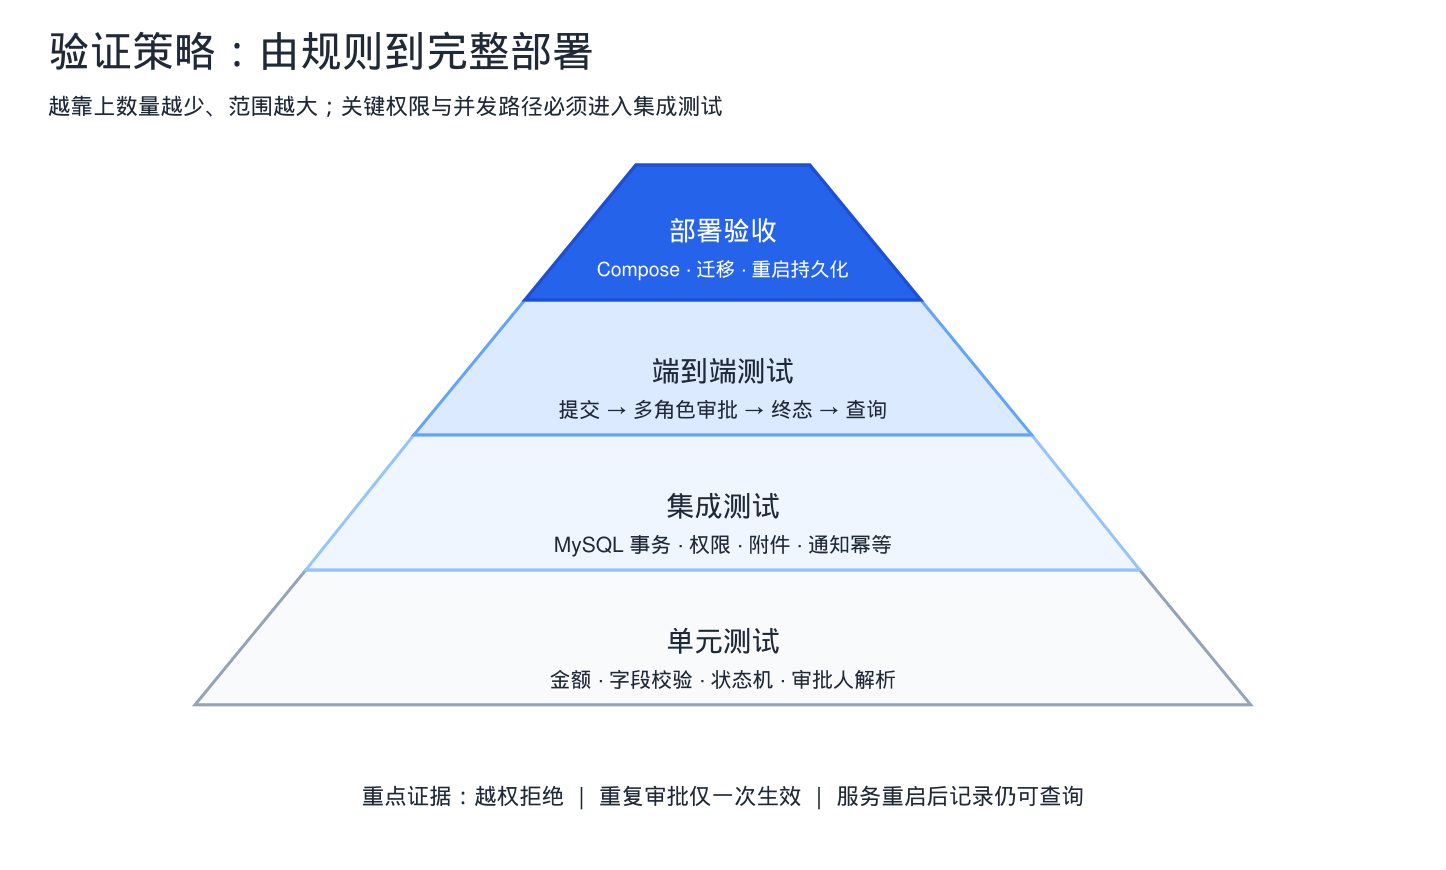 验证策略：由规则到完整部署
越靠上数量越少、范围越大；关键权限与并发路径必须进入集成测试
部署验收
Compose · 迁移 · 重启持久化
端到端测试
提交 → 多角色审批 → 终态 → 查询
集成测试
MySQL 事务 · 权限 · 附件 · 通知幂等
单元测试
金额 · 字段校验 · 状态机 · 审批人解析
重点证据：越权拒绝 ｜ 重复审批仅一次生效 ｜ 服务重启后记录仍可查询